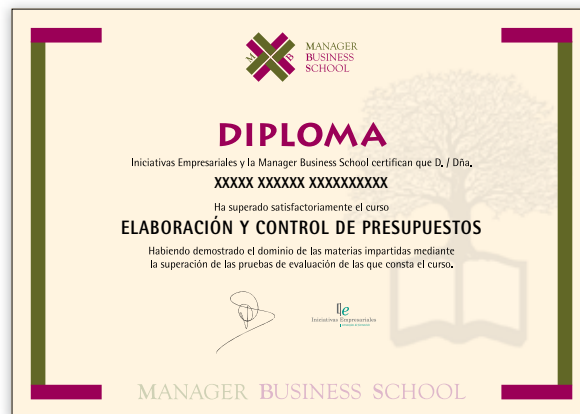 M B
MANAGER
BUSINESS
SCHOOL
DIPLOMA
Iniciativas Empresariales y la Manager Business School certifican que D. / Dña.
XXXXX XXXXXX XXXXXXXXXX
Ha superado satisfactoriamente el curso
ELABORACIÓN Y CONTROL DE PRESUPUESTOS
Habiendo demostrado el dominio de las materias impartidas mediante
la superación de las pruebas de evaluación de las que consta el curso.
Iniciativas Empresariales
MANAGER BUSINESS SCHOOL